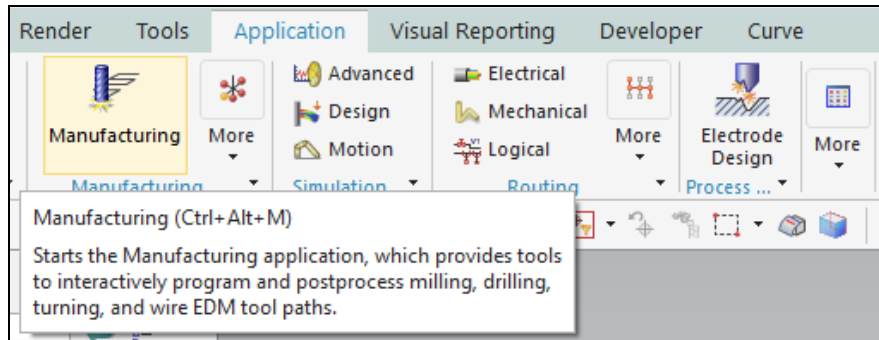 Render Tools Application Visual Reporting Developer Curve
Manufacturing
More
Manufacturing
Advanced
Design
Motion
Simulation
Electrical
Mechanical
Logical
More
Routing
Electrode
Design
Process ...
More
Manufacturing (Ctrl+Alt+M)
Starts the Manufacturing application, which provides tools
to interactively program and postprocess milling, drilling,
turning, and wire EDM tool paths.